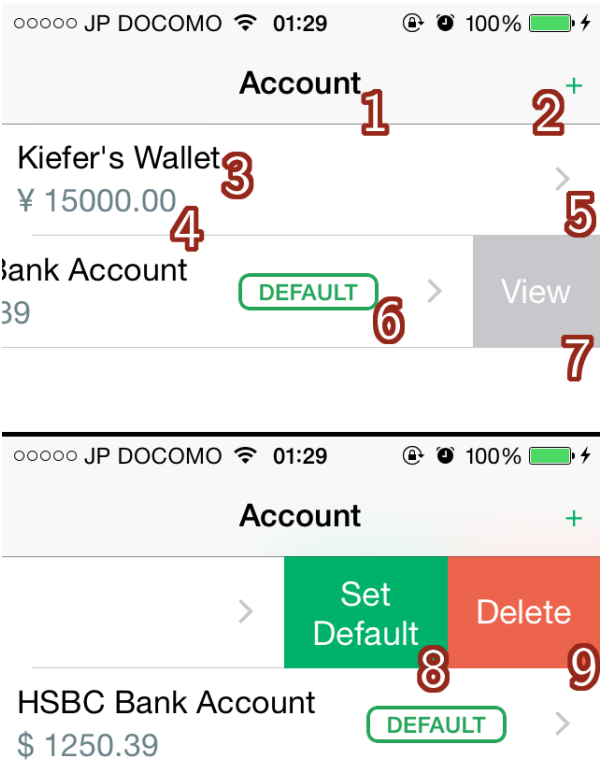 JP DOCOMO 01:29 100%
Account
1
+
2
Kiefer's Wallet
3
¥ 15000.00
4
5
Bank Account
DEFAULT
View
39
6
7
JP DOCOMO 01:29 100%
Account
+
Set
Default
Delete
8
9
HSBC Bank Account
DEFAULT
$ 1250.39